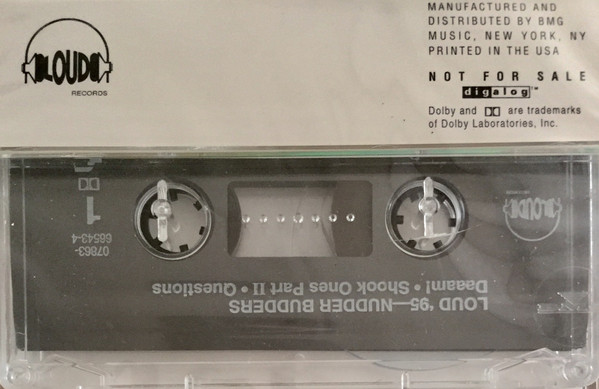 LOUD
RECORDS
MANUFACTURED AND
DISTRIBUTED BY BMG
MUSIC, NEW YORK, NY
PRINTED IN THE USA
NOT FOR SALE
digalog™
Dolby and DD are trademarks
of Dolby Laboratories, Inc.
LOUD '95—NUDDER BUDDERS
Daaam! • Shook Ones Part II • Questions
07863-
66543-4
1
LOUD